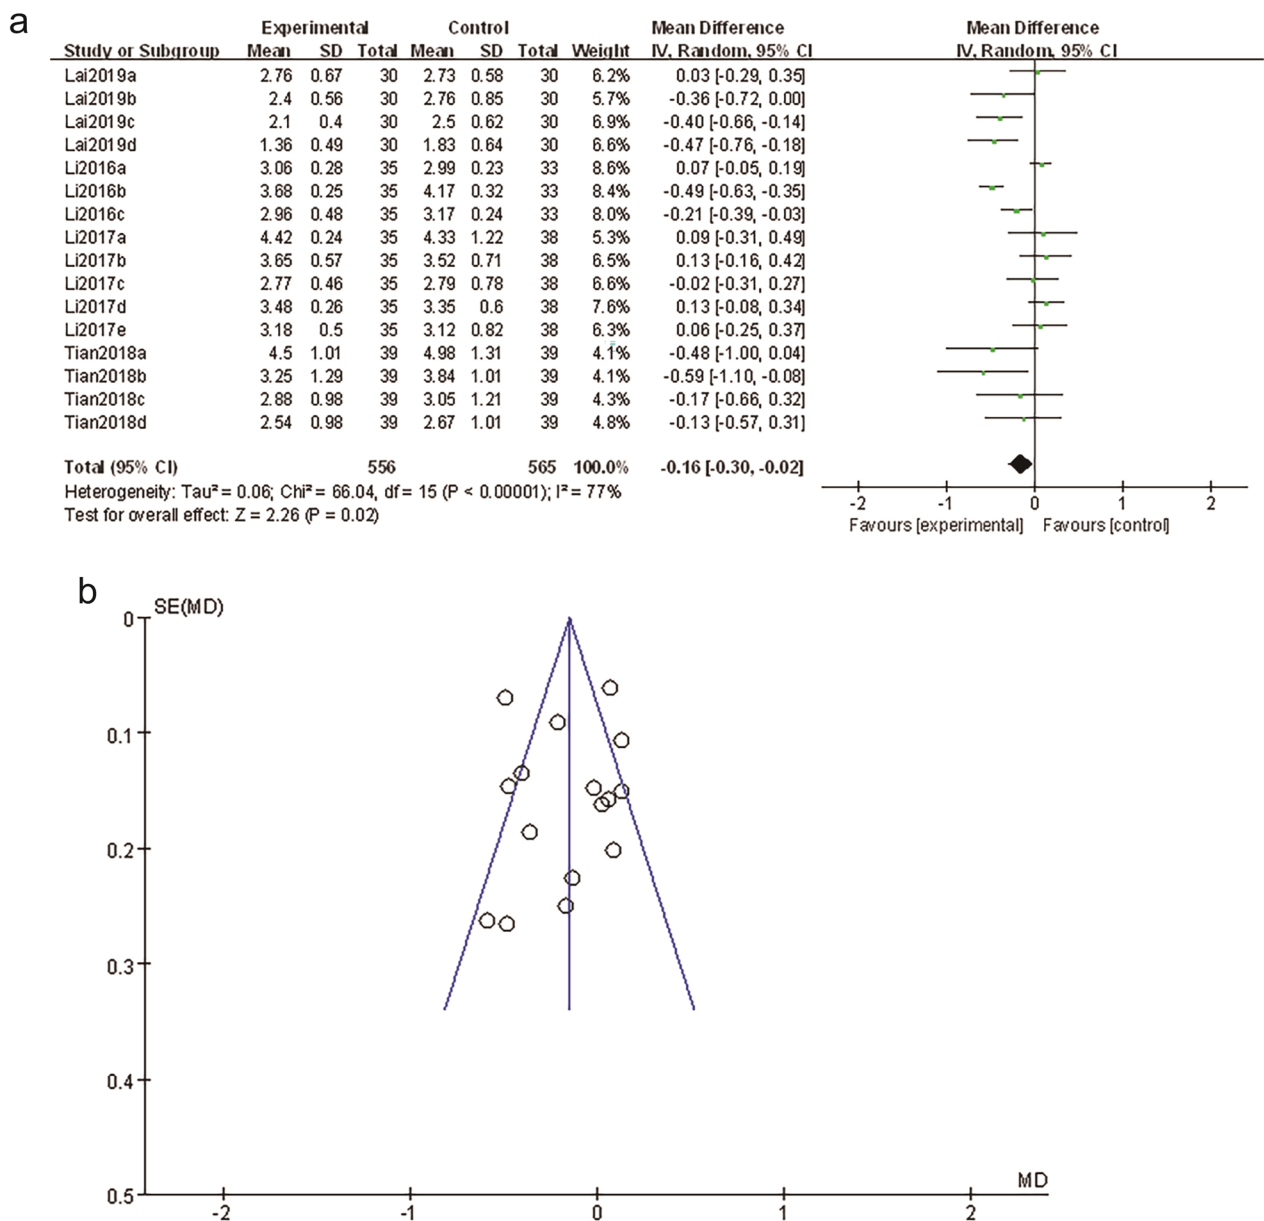 a
Experimental Control Mean Difference Mean Difference
Study or Subgroup Mean SD Total Mean SD Total Weight IV, Random, 95% CI IV, Random, 95% CI
Lai2019a 2.76 0.67 30 2.73 0.58 30 6.2% 0.03 [-0.29, 0.35]
Lai2019b 2.4 0.56 30 2.76 0.85 30 5.7% -0.36 [-0.72, 0.00]
Lai2019c 2.1 0.4 30 2.5 0.62 30 6.9% -0.40 [-0.66, -0.14]
Lai2019d 1.36 0.49 30 1.83 0.64 30 6.6% -0.47 [-0.76, -0.18]
Li2016a 3.06 0.28 35 2.99 0.23 33 8.6% 0.07 [-0.05, 0.19]
Li2016b 3.68 0.25 35 4.17 0.32 33 8.4% -0.49 [-0.63, -0.35]
Li2016c 2.96 0.48 35 3.17 0.24 33 8.0% -0.21 [-0.39, -0.03]
Li2017a 4.42 0.24 35 4.33 1.22 38 5.3% 0.09 [-0.31, 0.49]
Li2017b 3.65 0.57 35 3.52 0.71 38 6.5% 0.13 [-0.16, 0.42]
Li2017c 2.77 0.46 35 2.79 0.78 38 6.6% -0.02 [-0.31, 0.27]
Li2017d 3.48 0.26 35 3.35 0.6 38 7.6% 0.13 [-0.08, 0.34]
Li2017e 3.18 0.5 35 3.12 0.82 38 6.3% 0.06 [-0.25, 0.37]
Tian2018a 4.5 1.01 39 4.98 1.31 39 4.1% -0.48 [-1.00, 0.04]
Tian2018b 3.25 1.29 39 3.84 1.01 39 4.1% -0.59 [-1.10, -0.08]
Tian2018c 2.88 0.98 39 3.05 1.21 39 4.3% -0.17 [-0.66, 0.32]
Tian2018d 2.54 0.98 39 2.67 1.01 39 4.8% -0.13 [-0.57, 0.31]
Total (95% CI) 556 565 100.0% -0.16 [-0.30, -0.02]
Heterogeneity: Tau² = 0.06; Chi² = 66.04, df = 15 (P < 0.00001); I² = 77%
Test for overall effect: Z = 2.26 (P = 0.02)
-2 -1 0 1 2
Favours [experimental] Favours [control]
b
SE(MD)
0
0.1
0.2
0.3
0.4
0.5
MD
-2 -1 0 1 2